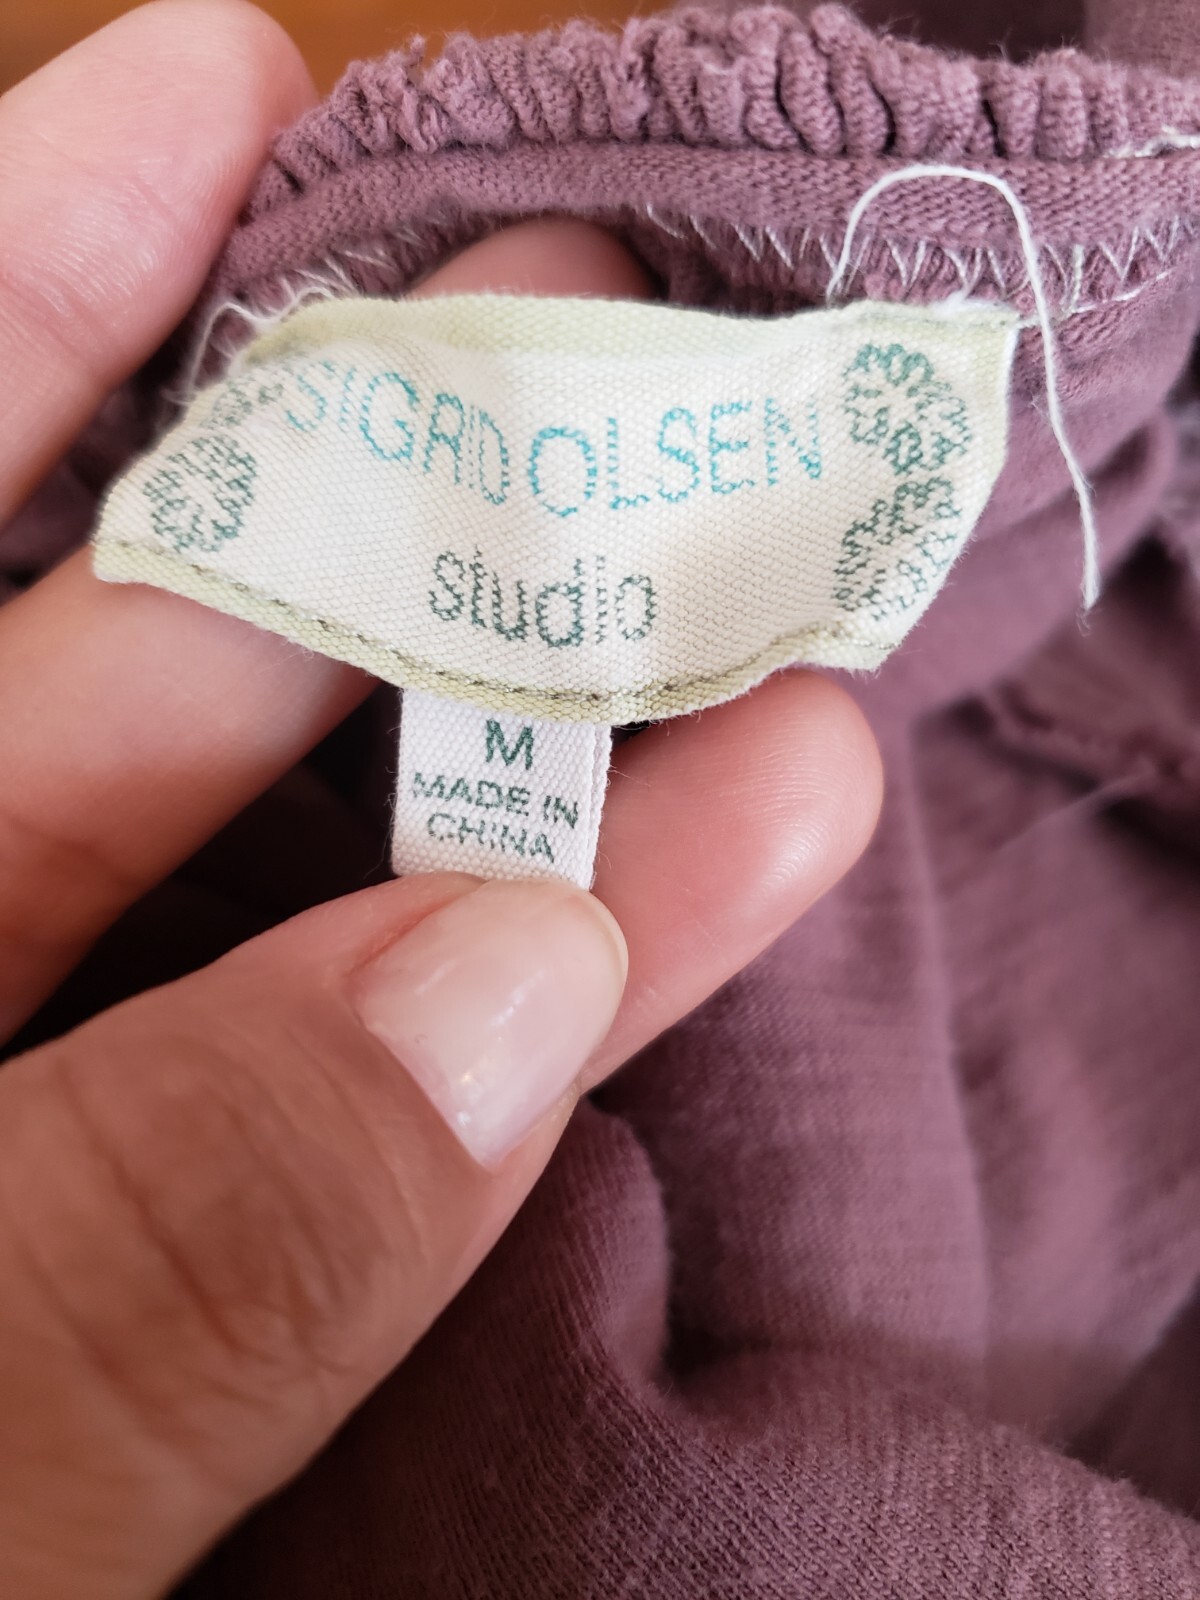 SIGRID OLSEN
studio
M
MADE IN
CHINA